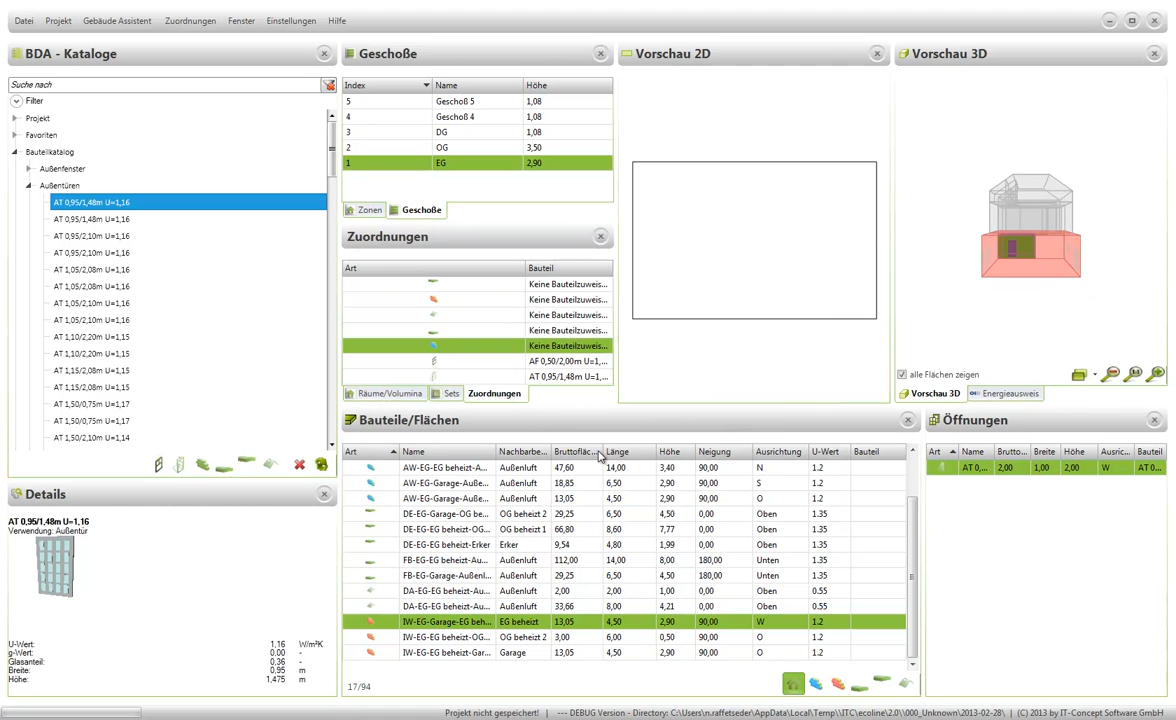 Datei Projekt Gebäude Assistent Zuordnungen Fenster Einstellungen Hilfe
BDA - Kataloge
Suche nach
Filter
Projekt
Favoriten
Bauteilkatalog
Außenfenster
Außentüren
AT 0,95/1,48m U=1,16
AT 0,95/1,48m U=1,16
AT 0,95/2,10m U=1,16
AT 0,95/2,10m U=1,16
AT 1,05/2,08m U=1,16
AT 1,05/2,08m U=1,16
AT 1,05/2,10m U=1,16
AT 1,05/2,10m U=1,16
AT 1,10/2,20m U=1,15
AT 1,10/2,20m U=1,15
AT 1,15/2,08m U=1,15
AT 1,15/2,08m U=1,15
AT 1,50/0,75m U=1,17
AT 1,50/0,75m U=1,17
AT 1,50/2,10m U=1,14
Details
AT 0,95/1,48m U=1,16
Verwendung: Außentür
U-Wert: 1,16 W/m²K
g-Wert: 0.00 -
Glasanteil: 0,36 -
Breite: 0,95 m
Höhe: 1,475 m
Geschoße
Index Name Höhe
5 Geschoß 5 1,08
4 Geschoß 4 1,08
3 DG 1,08
2 OG 3,50
1 EG 2,90
Zonen Geschoße
Zuordnungen
Art Bauteil
Keine Bauteilzuweis...
Keine Bauteilzuweis...
Keine Bauteilzuweis...
Keine Bauteilzuweis...
Keine Bauteilzuweis...
AF 0,50/2,00m U=1,...
AT 0,95/1,48m U=1,...
Räume/Volumina Sets Zuordnungen
Vorschau 2D
Vorschau 3D
alle Flächen zeigen
Vorschau 3D Energieausweis
Bauteile/Flächen
Art Name Nachbarbe... Bruttofläc... Länge Höhe Neigung Ausrichtung U-Wert Bauteil
AW-EG-EG beheizt-A... Außenluft 47,60 14,00 3,40 90,00 N 1.2
AW-EG-Garage-Auße... Außenluft 18,85 6,50 2,90 90,00 S 1.2
AW-EG-Garage-Auße... Außenluft 13,05 4,50 2,90 90,00 O 1.2
DE-EG-Garage-OG be... OG beheizt 2 29,25 6,50 4,50 0,00 Oben 1.35
DE-EG-EG beheizt-OG... OG beheizt 1 66,80 8,60 7,77 0,00 Oben 1.35
DE-EG-EG beheizt-Erker Erker 9,54 4,80 1,99 0,00 Oben 1.35
FB-EG-EG beheizt-Au... Außenluft 112,00 14,00 8,00 180,00 Unten 1.35
FB-EG-Garage-Außenl... Außenluft 29,25 6,50 4,50 180,00 Unten 1.35
DA-EG-EG beheizt-Au... Außenluft 2,00 2,00 1,00 0,00 Oben 0.55
DA-EG-EG beheizt-Au... Außenluft 33,66 8,00 4,21 0,00 Oben 0.55
IW-EG-Garage-EG beh... EG beheizt 13,05 4,50 2,90 90,00 W 1.2
IW-EG-EG beheizt-OG... OG beheizt 2 3,00 6,00 0,50 90,00 O 1.2
IW-EG-EG beheizt-Gar... Garage 13,05 4,50 2,90 90,00 O 1.2
17/94
Öffnungen
Art Name Brutto... Breite Höhe Ausric... Bauteil
AT 0,... 2,00 1,00 2,00 W AT 0...
Projekt nicht gespeichert! | --- DEBUG Version - Directory: C:\Users\n.raffetseder\AppData\Local\Temp\\ITC\ecoline\2.0\\000_Unknown\2013-02-28\ | (C) 2013 by IT-Concept Software GmbH